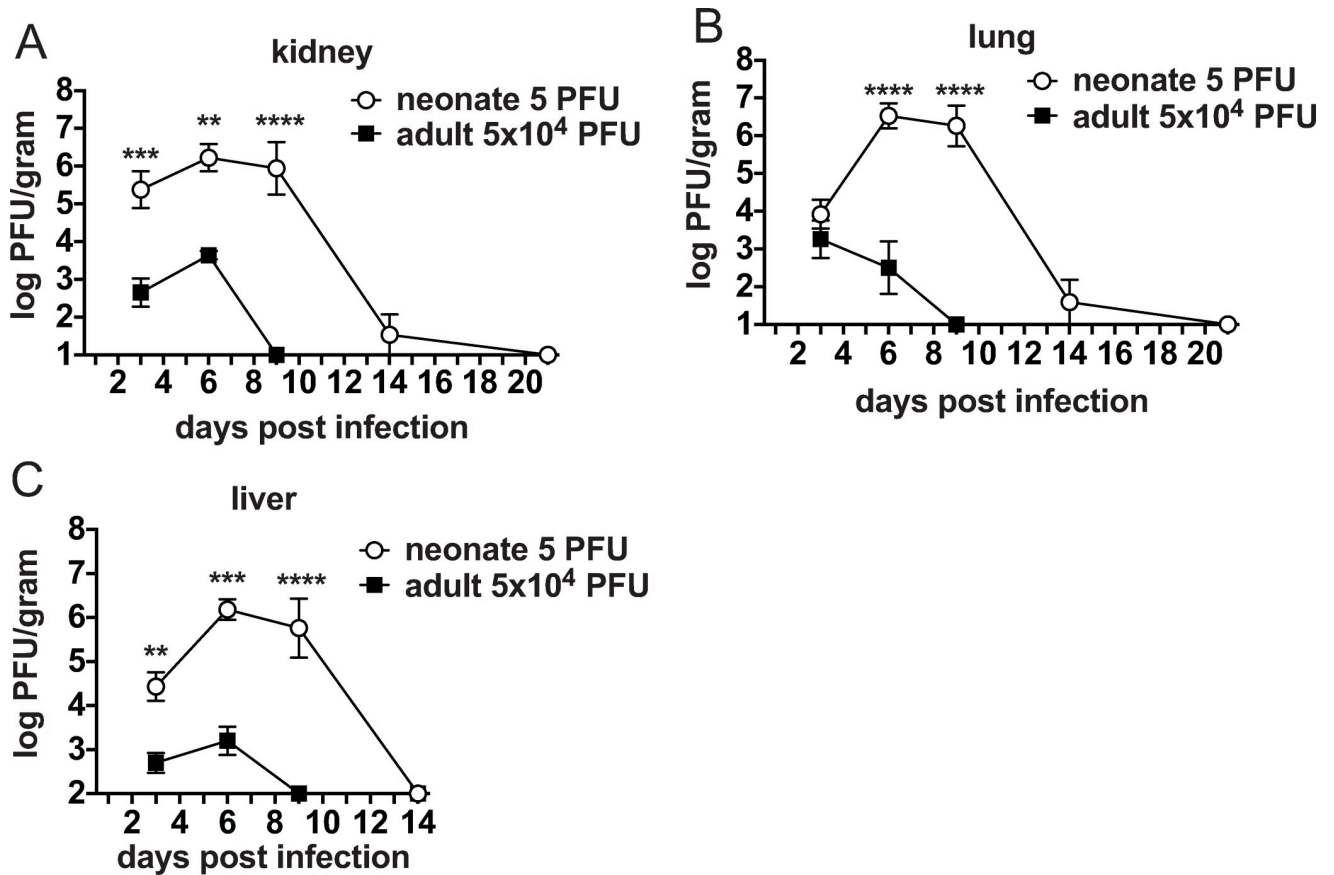 A
kidney
neonate 5 PFU
adult 5x10⁴ PFU
log PFU/gram
8
7
6
5
4
3
2
1
***
**
****
2 4 6 8 10 12 14 16 18 20
days post infection
B
lung
neonate 5 PFU
adult 5x10⁴ PFU
log PFU/gram
8
7
6
5
4
3
2
1
****
****
2 4 6 8 10 12 14 16 18 20
days post infection
C
liver
neonate 5 PFU
adult 5x10⁴ PFU
log PFU/gram
8
7
6
5
4
3
2
**
***
****
2 4 6 8 10 12 14
days post infection